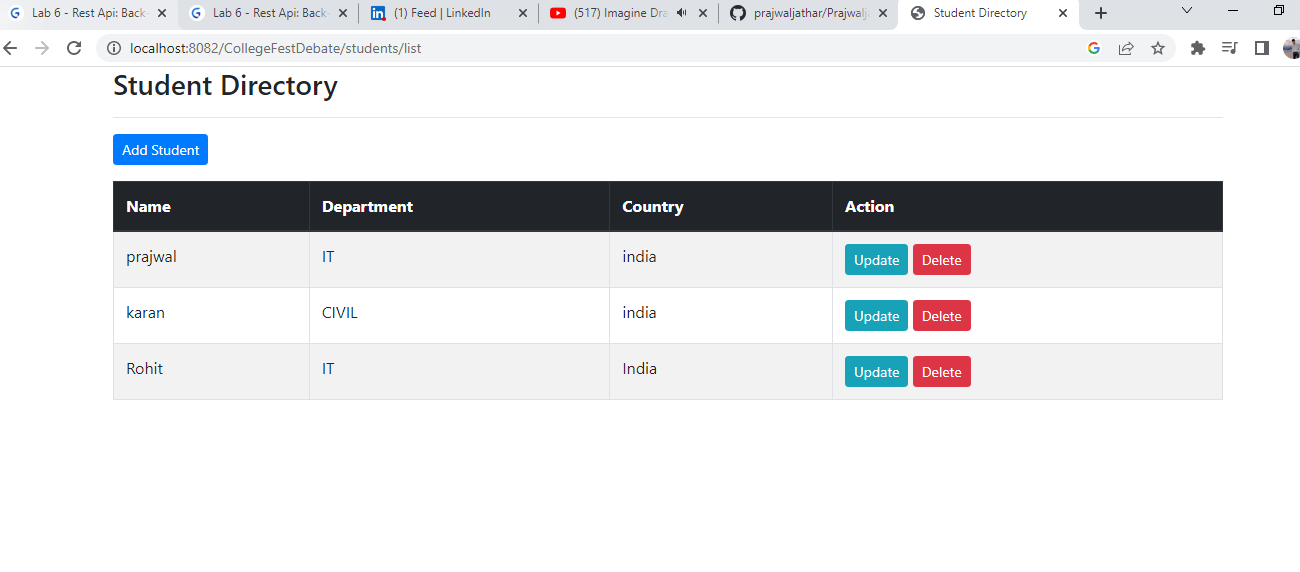 Lab 6 - Rest Api: Back- Lab 6 - Rest Api: Back- (1) Feed | LinkedIn (517) Imagine Dra prajwaljathar/Prajwalj Student Directory
localhost:8082/CollegeFestDebate/students/list
Student Directory
Add Student
Name Department Country Action
prajwal IT india Update Delete
karan CIVIL india Update Delete
Rohit IT India Update Delete